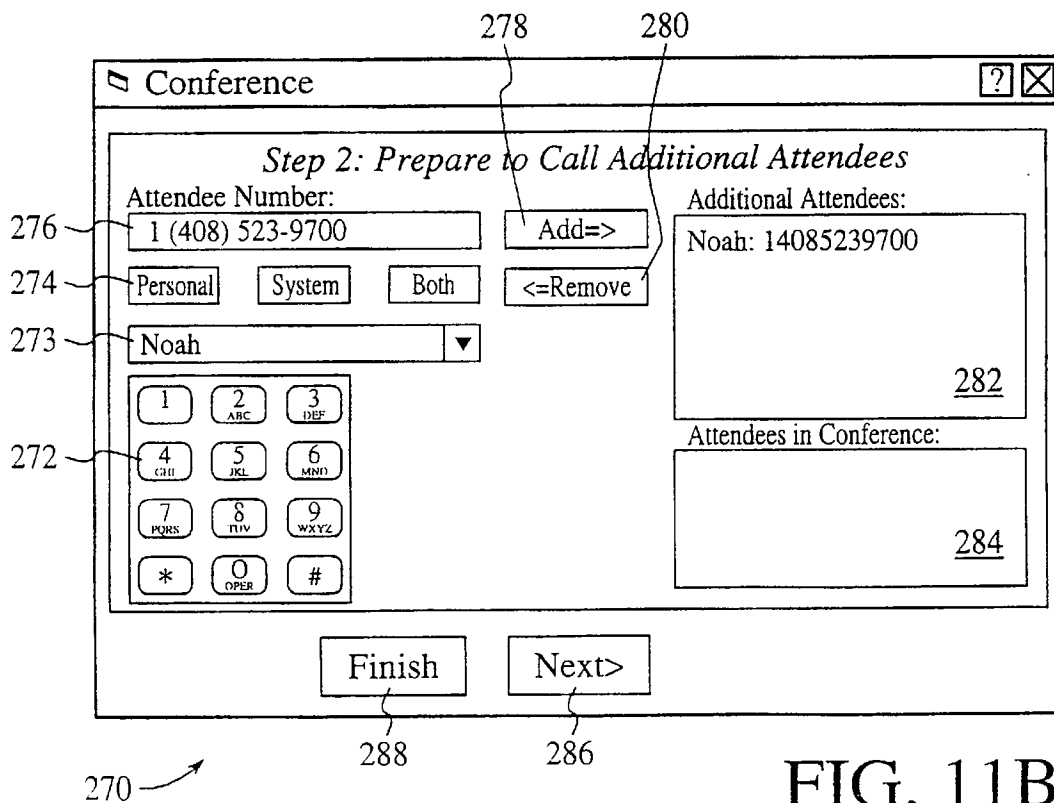 278 280
Conference ?
Step 2: Prepare to Call Additional Attendees
Attendee Number:
Additional Attendees:
276
1 (408) 523-9700
Add=>
Noah: 14085239700
274
Personal System Both
<=Remove
273
Noah
282
1
2 ABC
3 DEF
Attendees in Conference:
272
4 GHI
5 JKL
6 MNO
7 PQRS
8 TUV
9 WXYZ
284
*
0 OPER
#
Finish Next>
288 286
270
FIG. 11B